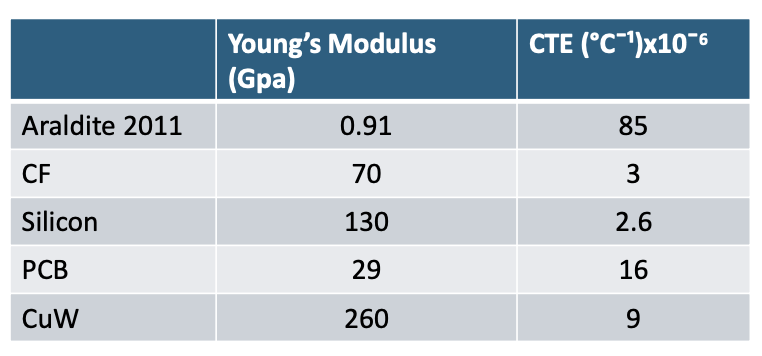 Young’s Modulus CTE (°C⁻¹)x10⁻⁶
(Gpa)
Araldite 2011 0.91 85
CF 70 3
Silicon 130 2.6
PCB 29 16
CuW 260 9